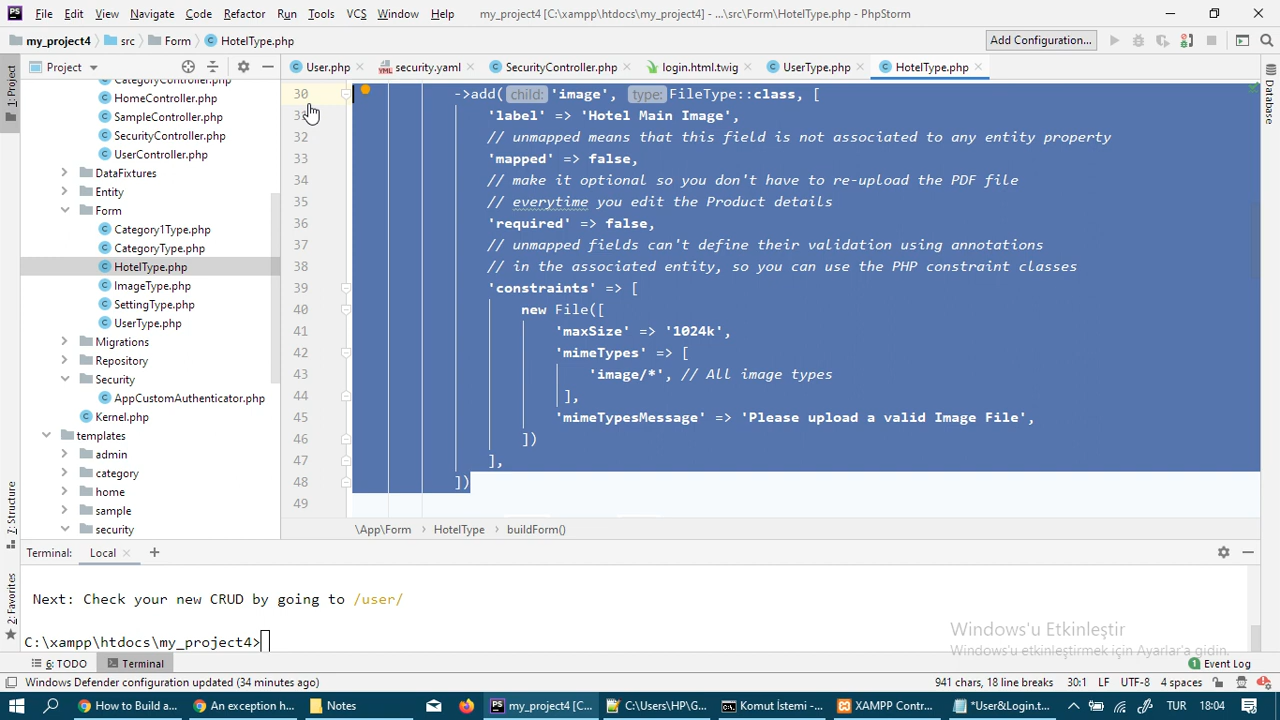 File Edit View Navigate Code Refactor Run Tools VCS Window Help my_project4 [C:\xampp\htdocs\my_project4] - ...\src\Form\HotelType.php - PhpStorm
my_project4 src Form HotelType.php Add Configuration...
Project User.php security.yaml SecurityController.php login.html.twig UserType.php HotelType.php
1: Project
Database
CategoryController.php
HomeController.php
SampleController.php
SecurityController.php
UserController.php
DataFixtures
Entity
Form
Category1Type.php
CategoryType.php
HotelType.php
ImageType.php
SettingType.php
UserType.php
Migrations
Repository
Security
AppCustomAuthenticator.php
Kernel.php
templates
admin
category
home
sample
security
30 ->add( child: 'image', type: FileType::class, [
31 'label' => 'Hotel Main Image',
32 // unmapped means that this field is not associated to any entity property
33 'mapped' => false,
34 // make it optional so you don't have to re-upload the PDF file
35 // everytime you edit the Product details
36 'required' => false,
37 // unmapped fields can't define their validation using annotations
38 // in the associated entity, so you can use the PHP constraint classes
39 'constraints' => [
40 new File([
41 'maxSize' => '1024k',
42 'mimeTypes' => [
43 'image/*', // All image types
44 ],
45 'mimeTypesMessage' => 'Please upload a valid Image File',
46 ])
47 ],
48 ])
49
\App\Form HotelType buildForm()
7: Structure
2: Favorites
Terminal: Local
Next: Check your new CRUD by going to /user/
C:\xampp\htdocs\my_project4>
Windows'u Etkinleştir
Windows'u etkinleştirmek için Ayarlar'a gidin.
6: TODO Terminal Event Log
Windows Defender configuration updated (34 minutes ago) 941 chars, 18 line breaks 30:1 LF UTF-8 4 spaces
How to Build a... An exception h... Notes my_project4 [C... C:\Users\HP\G... Komut İstemi -... XAMPP Contr... *User&Login.t... TUR 18:04